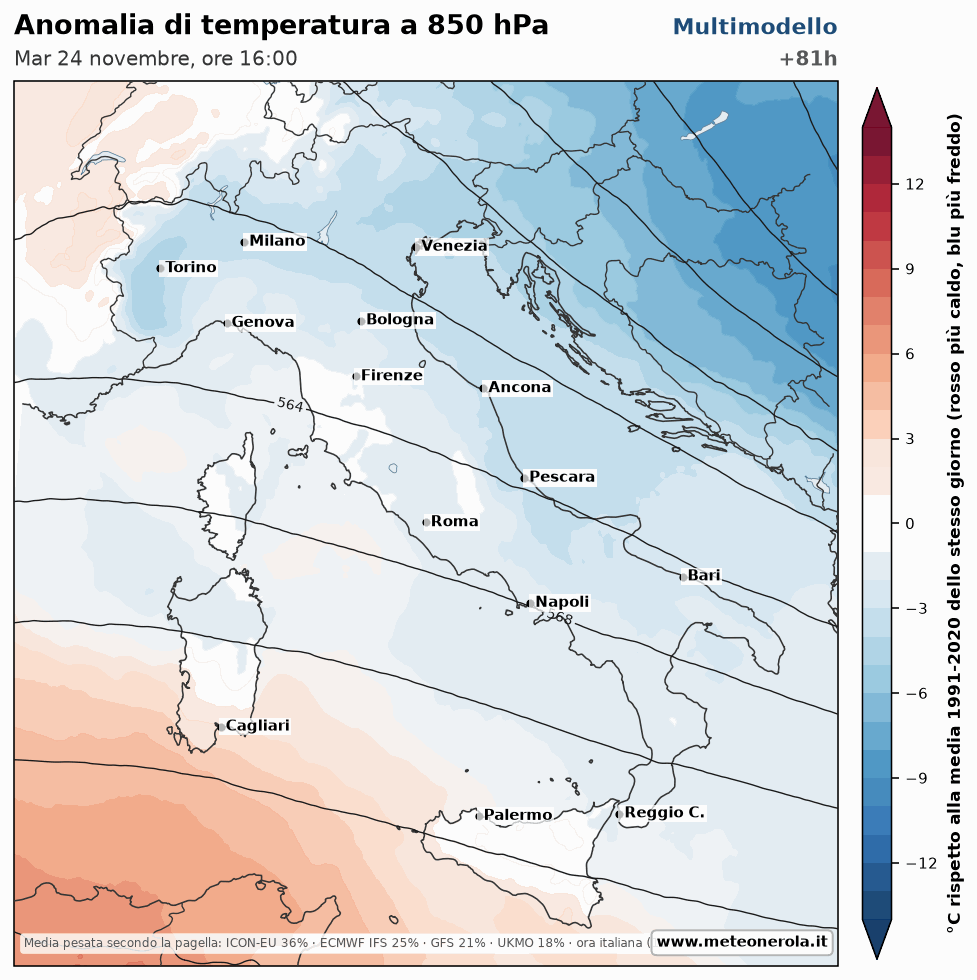 Anomalia di temperatura a 850 hPa
Multimodello
Mar 24 novembre, ore 16:00
+81h
Milano
Venezia
Torino
Genova
Bologna
Firenze
Ancona
564
Pescara
Roma
Bari
Napoli
568
Cagliari
Palermo
Reggio C.
12
9
6
3
0
−3
−6
−9
−12
°C rispetto alla media 1991-2020 dello stesso giorno (rosso più caldo, blu più freddo)
Media pesata secondo la pagella: ICON-EU 36% · ECMWF IFS 25% · GFS 21% · UKMO 18% · ora italiana (
www.meteonerola.it